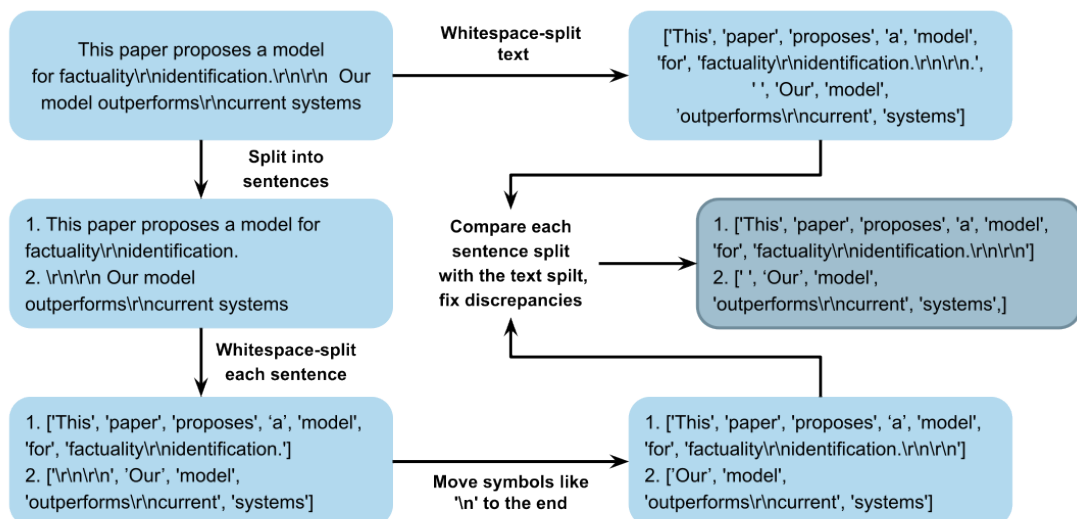 This paper proposes a model
for factuality\r\nidentification.\r\n\r\n  Our
model outperforms\r\ncurrent systems
Whitespace-split
text
['This', 'paper', 'proposes', 'a', 'model',
'for', 'factuality\r\nidentification.\r\n\r\n.',
' ', 'Our', 'model',
’outperforms\r\ncurrent', 'systems']
Split into
sentences
1. This paper proposes a model for
factuality\r\nidentification.
2. \r\n\r\n Our model
outperforms\r\ncurrent systems
Compare each
sentence split
with the text spilt,
fix discrepancies
1. ['This', 'paper', 'proposes', 'a', 'model',
'for', 'factuality\r\nidentification.\r\n\r\n']
2. [' ', ‘Our’, 'model',
'outperforms\r\ncurrent', 'systems',]
Whitespace-split
each sentence
1. ['This', 'paper', 'proposes', ‘a’, 'model',
'for', 'factuality\r\nidentification.']
2. ['\r\n\r\n', ’Our’, 'model',
'outperforms\r\ncurrent', 'systems']
Move symbols like
'\n' to the end
1. ['This', 'paper', 'proposes', ‘a’, 'model',
'for', 'factuality\r\nidentification.\r\n\r\n']
2. [’Our’, 'model',
'outperforms\r\ncurrent', 'systems']